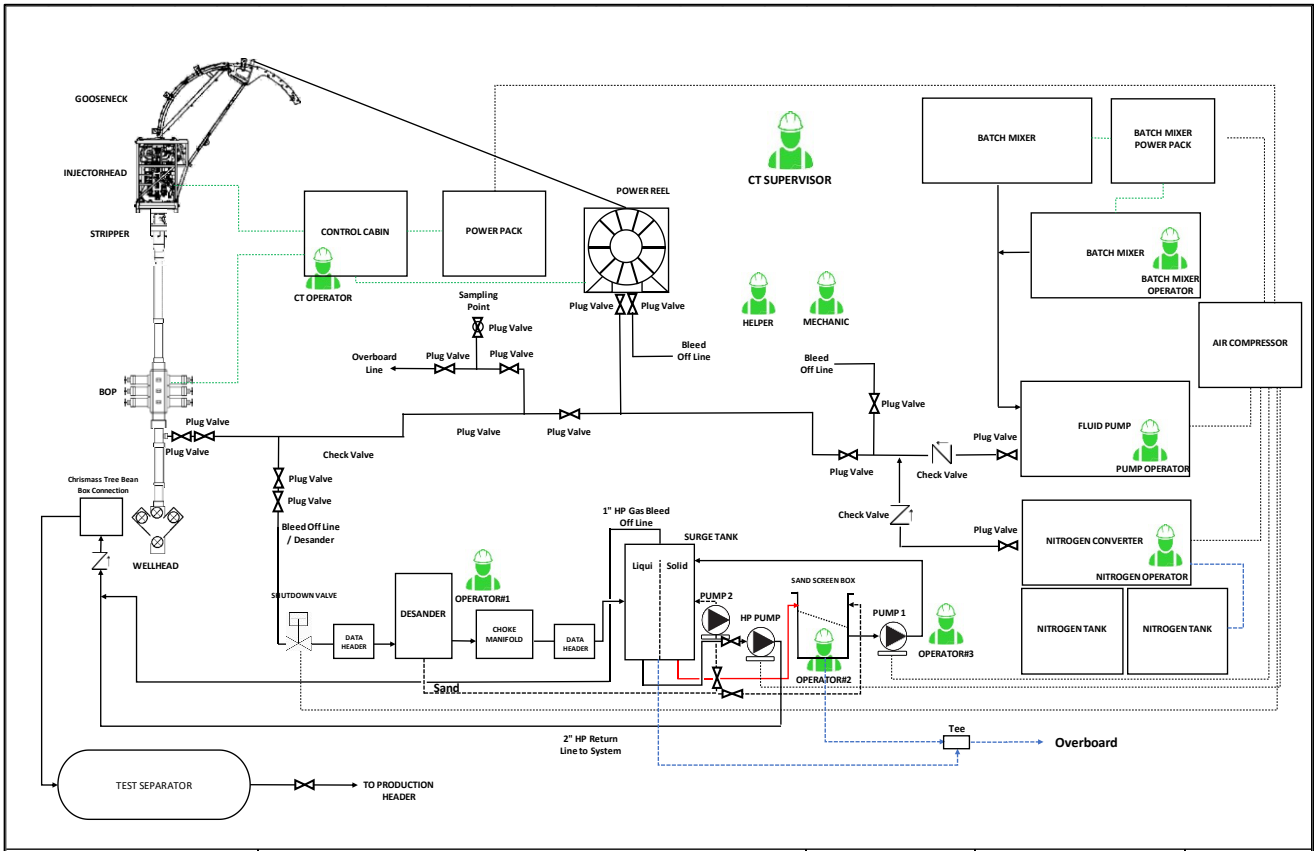 GOOSENECK
INJECTORHEAD
STRIPPER
BOP
Plug Valve
Plug Valve
Chrismass Tree Bean
Box Connection
WELLHEAD
CONTROL CABIN
CT OPERATOR
POWER PACK
POWER REEL
Plug Valve
Plug Valve
Sampling
Point
Plug Valve
Overboard
Line
Plug Valve
Plug Valve
Bleed
Off Line
CT SUPERVISOR
HELPER
MECHANIC
BATCH MIXER
BATCH MIXER
POWER PACK
BATCH MIXER
BATCH MIXER
OPERATOR
AIR COMPRESSOR
Bleed
Off Line
Plug Valve
Plug Valve
Plug Valve
Check Valve
Plug Valve
Check Valve
Plug Valve
FLUID PUMP
PUMP OPERATOR
Check Valve
Plug Valve
NITROGEN CONVERTER
NITROGEN OPERATOR
NITROGEN TANK
NITROGEN TANK
Plug Valve
Plug Valve
Bleed Off Line
/ Desander
SHUTDOWN VALVE
DATA
HEADER
DESANDER
OPERATOR#1
CHOKE
MANIFOLD
DATA
HEADER
Sand
1" HP Gas Bleed
Off Line
SURGE TANK
Liqui
Solid
PUMP 2
HP PUMP
SAND SCREEN BOX
OPERATOR#2
PUMP 1
OPERATOR#3
2" HP Return
Line to System
Tee
Overboard
TEST SEPARATOR
TO PRODUCTION
HEADER